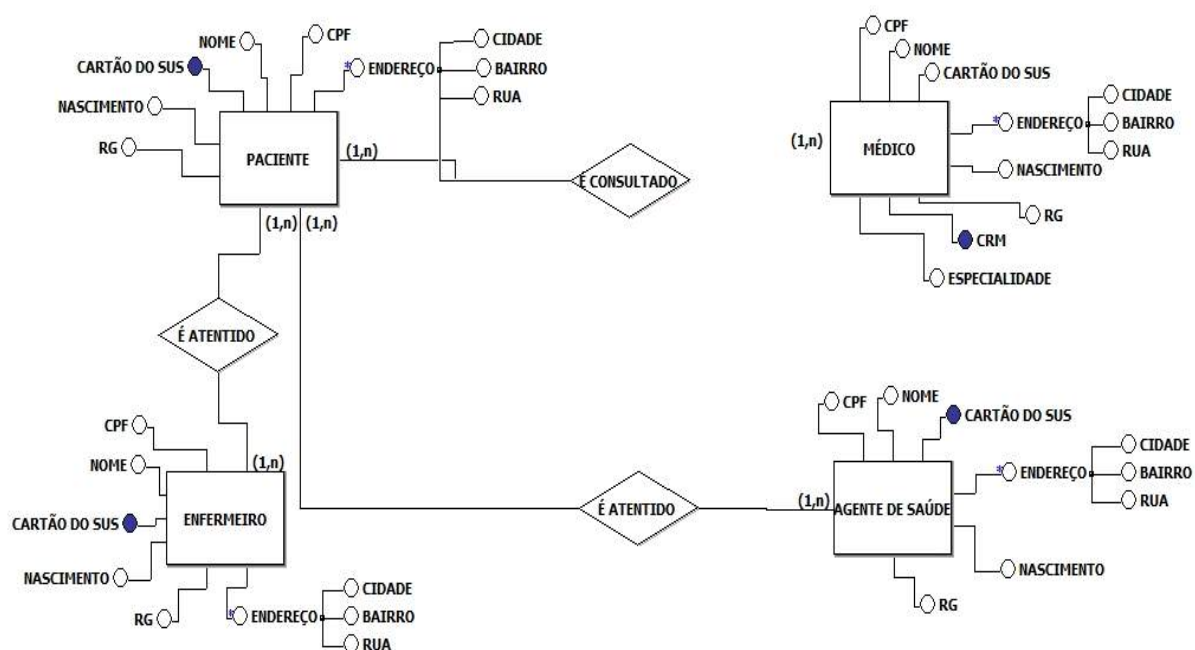 CPF
NOME
CARTÃO DO SUS
* ENDEREÇO
CIDADE
BAIRRO
RUA
NASCIMENTO
RG
PACIENTE
(1,n)
(1,n) (1,n)
É CONSULTADO
CPF
NOME
CARTÃO DO SUS
* ENDEREÇO
CIDADE
BAIRRO
RUA
(1,n)
MÉDICO
NASCIMENTO
RG
CRM
ESPECIALIDADE
É ATENTIDO
CPF
NOME
(1,n)
CARTÃO DO SUS
ENFERMEIRO
NASCIMENTO
RG
* ENDEREÇO
CIDADE
BAIRRO
RUA
É ATENTIDO
(1,n)
CPF
NOME
CARTÃO DO SUS
* ENDEREÇO
CIDADE
BAIRRO
RUA
AGENTE DE SAÚDE
NASCIMENTO
RG